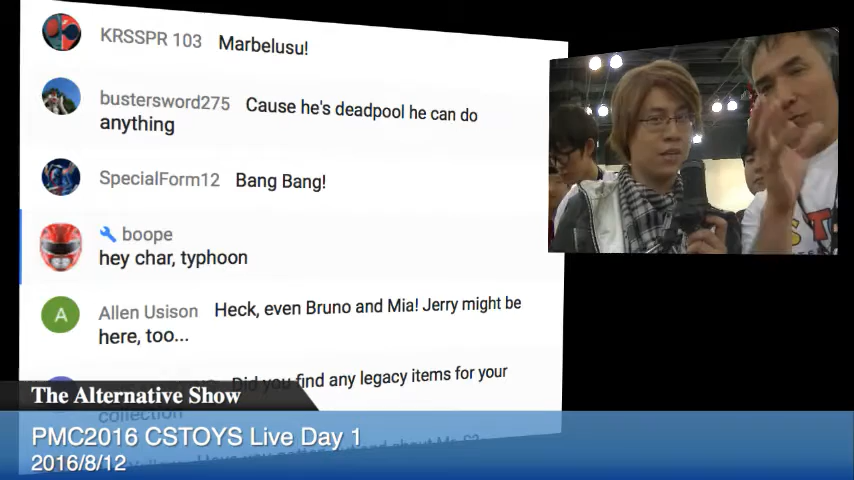 KRSSPR 103 Marbelusu!
bustersword275 Cause he's deadpool he can do
anything
SpecialForm12 Bang Bang!
boope
hey char, typhoon
A
Allen Usison Heck, even Bruno and Mia! Jerry might be
here, too...
Did you find any legacy items for your
collection
The Alternative Show
PMC2016 CSTOYS Live Day 1
2016/8/12